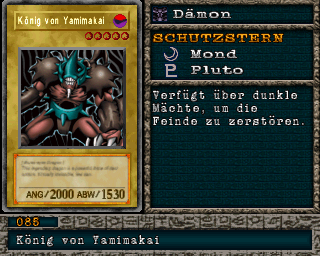 König von Yamimakai
ANG/2000 ABW/1530
Dämon
SCHUTZSTERN
Mond
Pluto
Verfügt über dunkle
Mächte, um die
Feinde zu zerstören.
085
König von Yamimakai